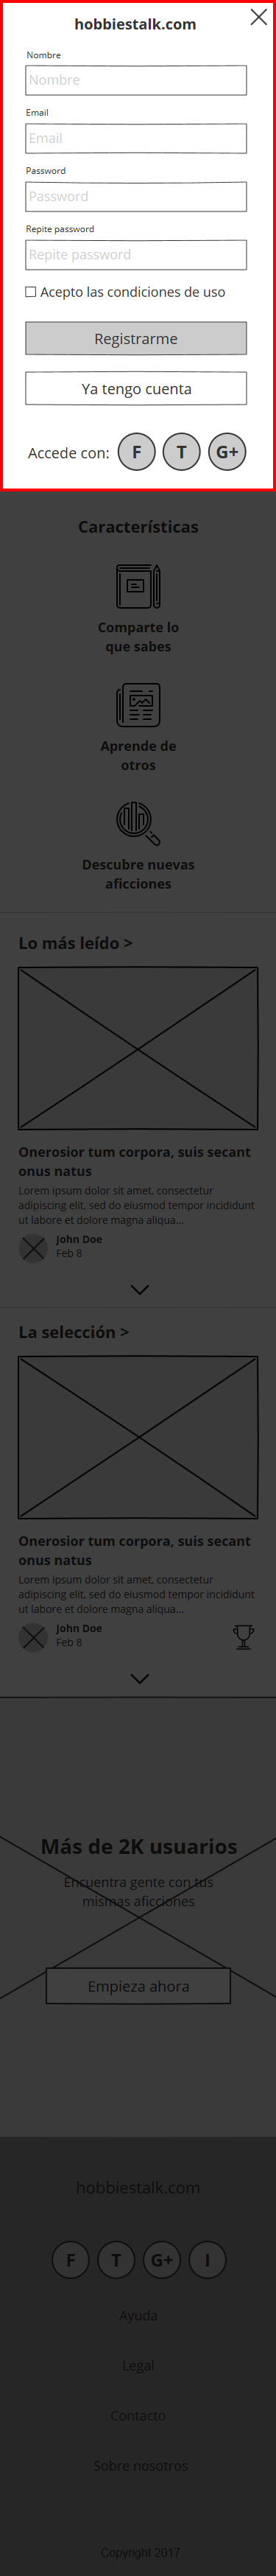 hobbiestalk.com
Nombre
Nombre
Email
Email
Password
Password
Repite password
Repite password
Acepto las condiciones de uso
Registrarme
Ya tengo cuenta
Accede con: F T G+
Características
Comparte lo
que sabes
Aprende de
otros
Descubre nuevas
aficciones
Lo más leído >
Onerosior tum corpora, suis secant
onus natus
Lorem ipsum dolor sit amet, consectetur
adipiscing elit, sed do eiusmod tempor incididunt
ut labore et dolore magna aliqua...
John Doe
Feb 8
La selección >
Onerosior tum corpora, suis secant
onus natus
Lorem ipsum dolor sit amet, consectetur
adipiscing elit, sed do eiusmod tempor incididunt
ut labore et dolore magna aliqua...
John Doe
Feb 8
Más de 2K usuarios
Encuentra gente con tus
mismas aficciones
Empieza ahora
hobbiestalk.com
F T G+ I
Ayuda
Legal
Contacto
Sobre nosotros
Copyright 2017